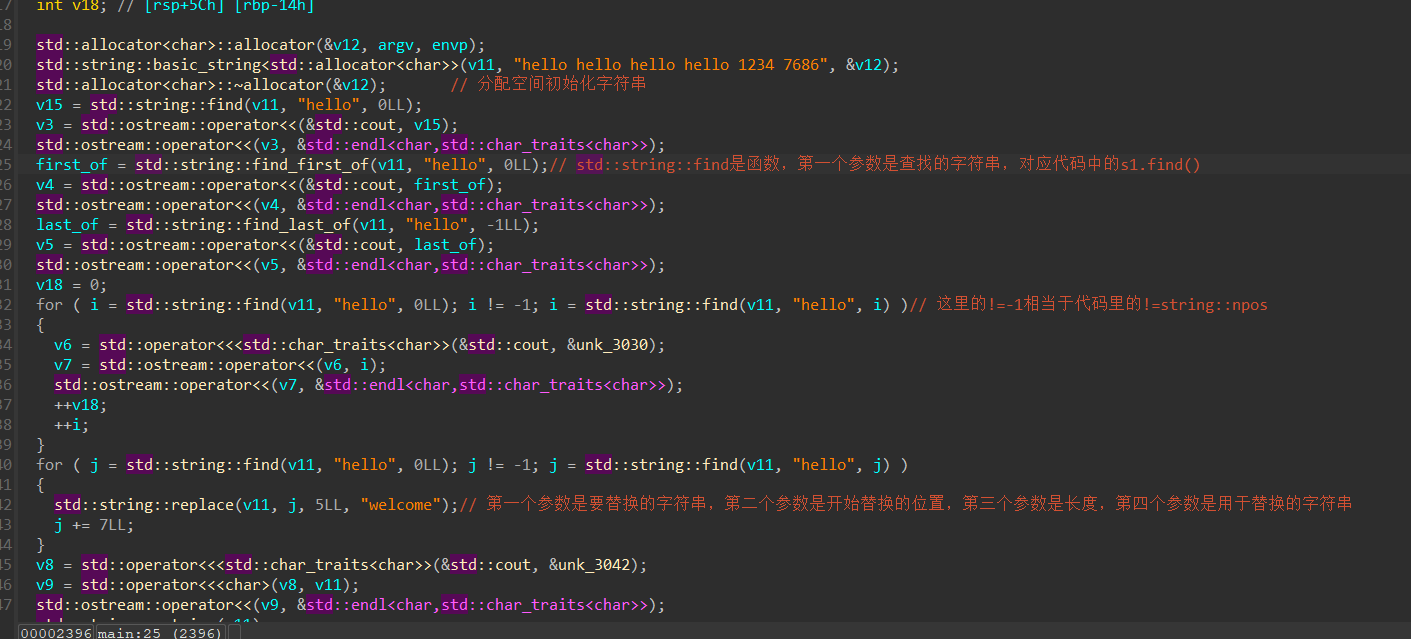 17 int v18; // [rsp+5Ch] [rbp-14h]
18
19 std::allocator<char>::allocator(&v12, argv, envp);
20 std::string::basic_string<std::allocator<char>>(v11, "hello hello hello hello 1234 7686", &v12);
21 std::allocator<char>::~allocator(&v12); // 分配空间初始化字符串
22 v15 = std::string::find(v11, "hello", 0LL);
23 v3 = std::ostream::operator<<(&std::cout, v15);
24 std::ostream::operator<<(v3, &std::endl<char,std::char_traits<char>>);
25 first_of = std::string::find_first_of(v11, "hello", 0LL);// std::string::find是函数，第一个参数是查找的字符串，对应代码中的s1.find()
26 v4 = std::ostream::operator<<(&std::cout, first_of);
27 std::ostream::operator<<(v4, &std::endl<char,std::char_traits<char>>);
28 last_of = std::string::find_last_of(v11, "hello", -1LL);
29 v5 = std::ostream::operator<<(&std::cout, last_of);
30 std::ostream::operator<<(v5, &std::endl<char,std::char_traits<char>>);
31 v18 = 0;
32 for ( i = std::string::find(v11, "hello", 0LL); i != -1; i = std::string::find(v11, "hello", i) )// 这里的!=-1相当于代码里的!=string::npos
33 {
34 v6 = std::operator<<<std::char_traits<char>>(&std::cout, &unk_3030);
35 v7 = std::ostream::operator<<(v6, i);
36 std::ostream::operator<<(v7, &std::endl<char,std::char_traits<char>>);
37 ++v18;
38 ++i;
39 }
40 for ( j = std::string::find(v11, "hello", 0LL); j != -1; j = std::string::find(v11, "hello", j) )
41 {
42 std::string::replace(v11, j, 5LL, "welcome");// 第一个参数是要替换的字符串，第二个参数是开始替换的位置，第三个参数是长度，第四个参数是用于替换的字符串
43 j += 7LL;
44 }
45 v8 = std::operator<<<std::char_traits<char>>(&std::cout, &unk_3042);
46 v9 = std::operator<<<char>(v8, v11);
47 std::ostream::operator<<(v9, &std::endl<char,std::char_traits<char>>);
00002396 main:25 (2396)